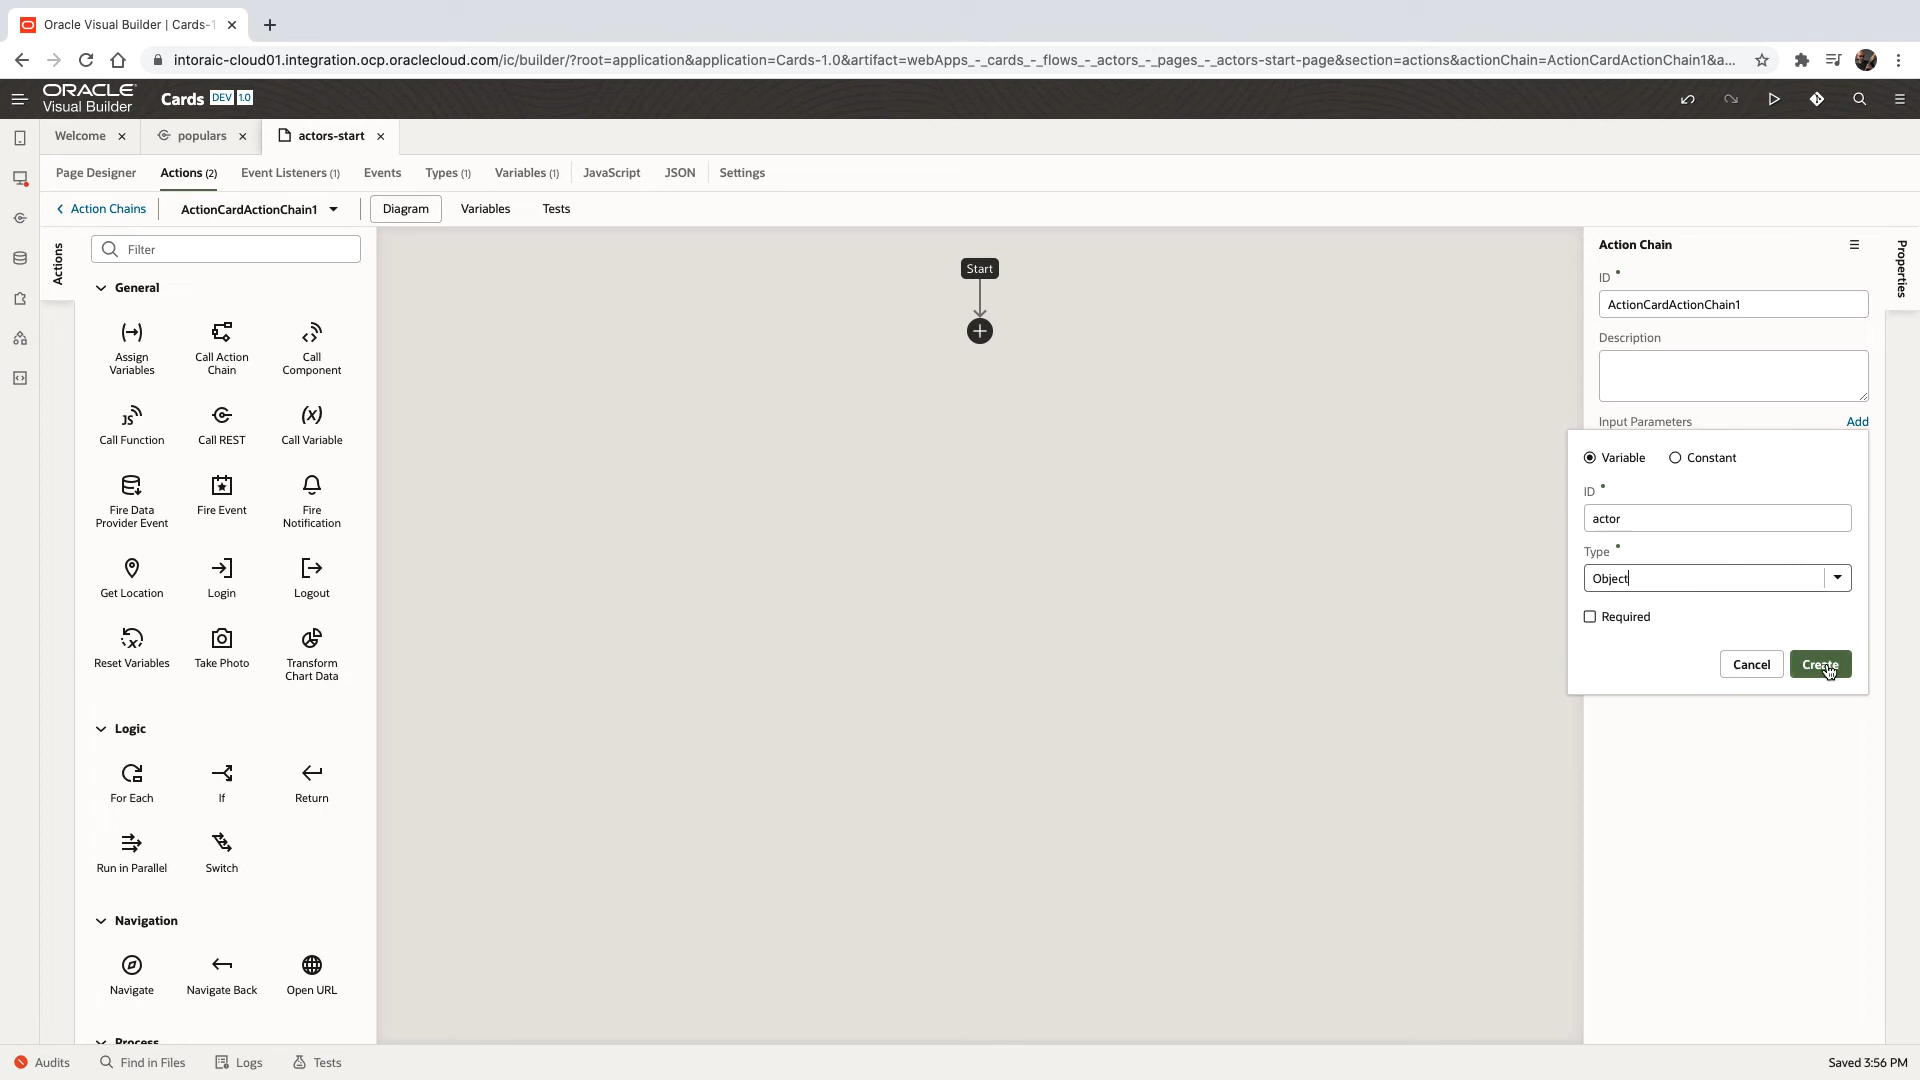 Oracle Visual Builder | Cards-1
intoraic-cloud01.integration.ocp.oraclecloud.com/ic/builder/?root=application&application=Cards-1.0&artifact=webApps_-_cards_-_flows_-_actors_-_pages_-_actors-start-page&section=actions&actionChain=ActionCardActionChain1&a...
ORACLE
Visual Builder
Cards DEV 1.0
Welcome populars actors-start
Page Designer Actions (2) Event Listeners (1) Events Types (1) Variables (1) JavaScript JSON Settings
Action Chains ActionCardActionChain1 Diagram Variables Tests
Actions
Filter
General
Assign Variables
Call Action Chain
Call Component
Call Function
Call REST
Call Variable
Fire Data Provider Event
Fire Event
Fire Notification
Get Location
Login
Logout
Reset Variables
Take Photo
Transform Chart Data
Logic
For Each
If
Return
Run in Parallel
Switch
Navigation
Navigate
Navigate Back
Open URL
Process
Start
Action Chain
Properties
ID
ActionCardActionChain1
Description
Input Parameters Add
Variable Constant
ID
actor
Type
Object
Required
Cancel Create
Audits Find in Files Logs Tests
Saved 3:56 PM